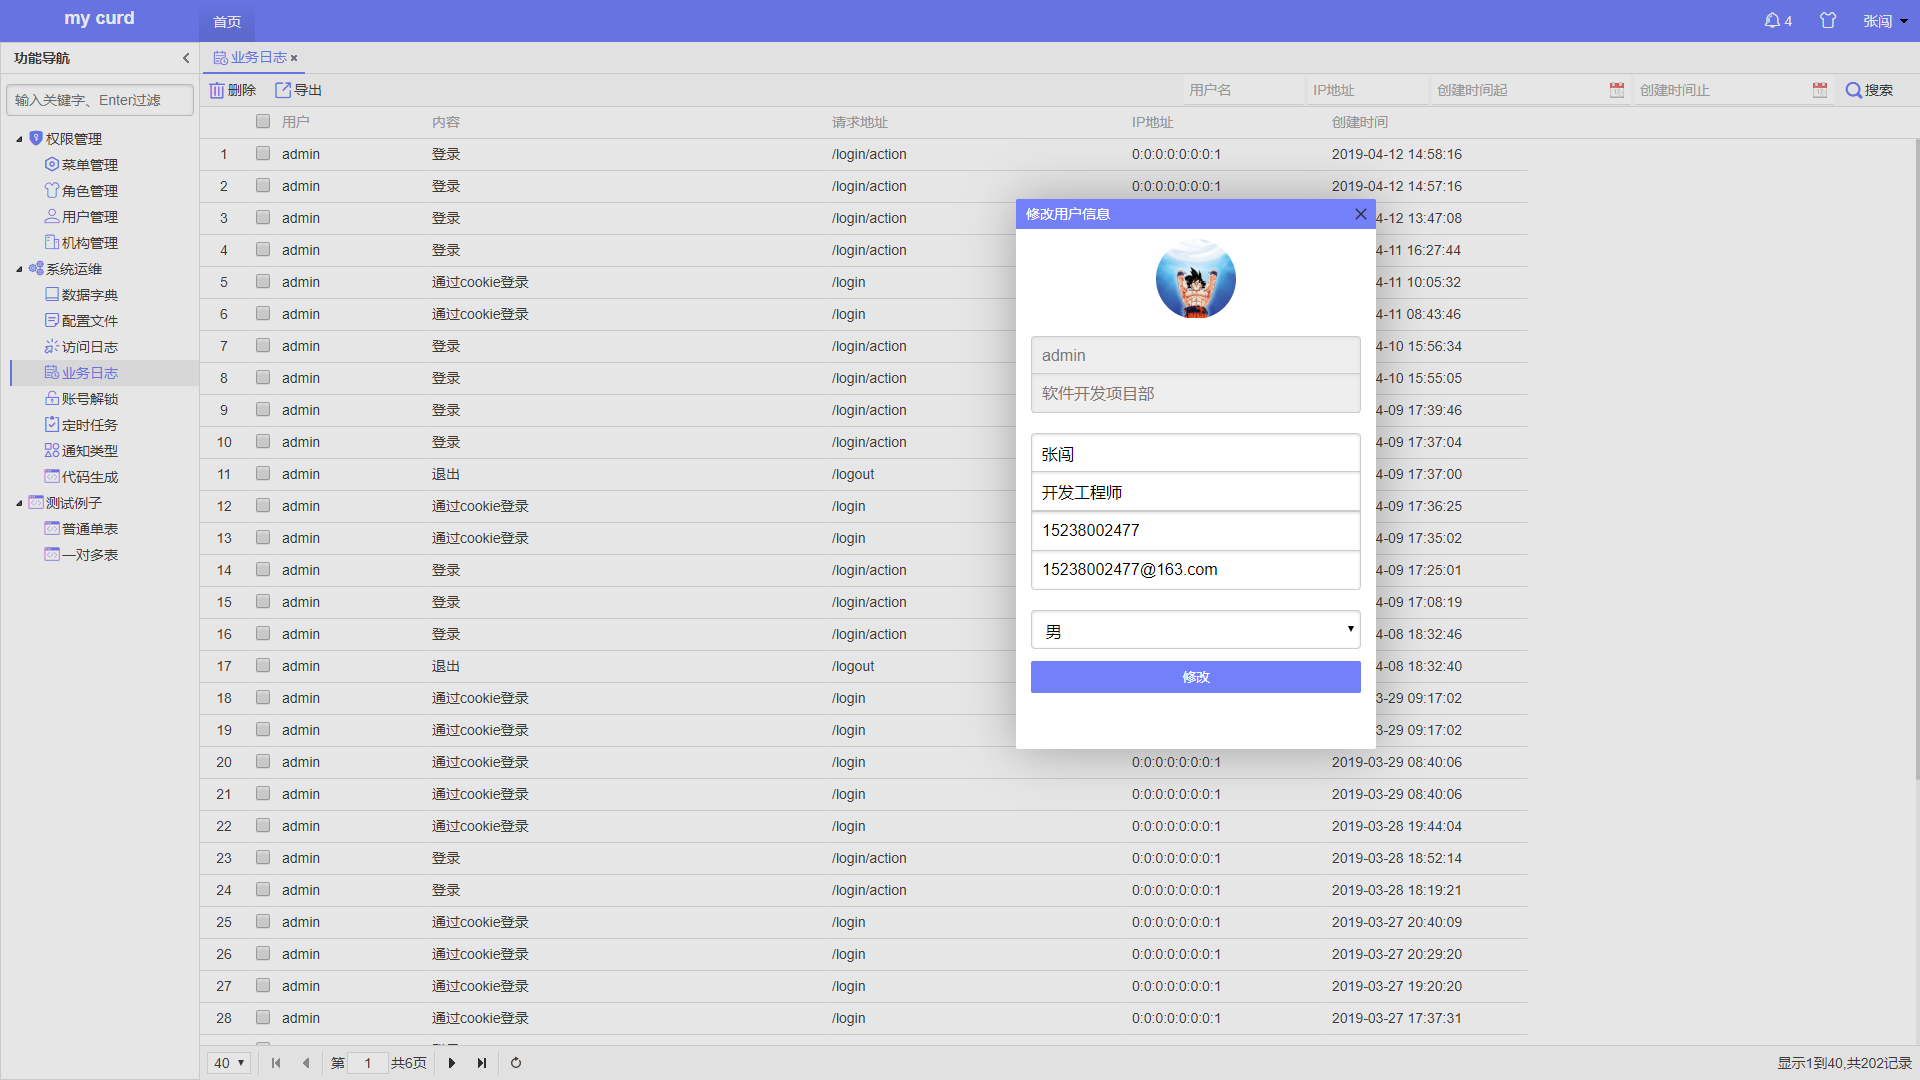 my curd
首页
4
张闯
功能导航
业务日志
输入关键字、Enter过滤
删除
导出
用户名
IP地址
创建时间起
创建时间止
搜索
权限管理
菜单管理
角色管理
用户管理
机构管理
系统运维
数据字典
配置文件
访问日志
业务日志
账号解锁
定时任务
通知类型
代码生成
测试例子
普通单表
一对多表
用户 内容 请求地址 IP地址 创建时间
1 admin 登录 /login/action 0:0:0:0:0:0:0:1 2019-04-12 14:58:16
2 admin 登录 /login/action 0:0:0:0:0:0:0:1 2019-04-12 14:57:16
3 admin 登录 /login/action 4-12 13:47:08
4 admin 登录 /login/action 4-11 16:27:44
5 admin 通过cookie登录 /login 4-11 10:05:32
6 admin 通过cookie登录 /login 4-11 08:43:46
7 admin 登录 /login/action 4-10 15:56:34
8 admin 登录 /login/action 4-10 15:55:05
9 admin 登录 /login/action 4-09 17:39:46
10 admin 登录 /login/action 4-09 17:37:04
11 admin 退出 /logout 4-09 17:37:00
12 admin 通过cookie登录 /login 4-09 17:36:25
13 admin 通过cookie登录 /login 4-09 17:35:02
14 admin 登录 /login/action 4-09 17:25:01
15 admin 登录 /login/action 4-09 17:08:19
16 admin 登录 /login/action 4-08 18:32:46
17 admin 退出 /logout 4-08 18:32:40
18 admin 通过cookie登录 /login 3-29 09:17:02
19 admin 通过cookie登录 /login 3-29 09:17:02
20 admin 通过cookie登录 /login 0:0:0:0:0:0:0:1 2019-03-29 08:40:06
21 admin 通过cookie登录 /login 0:0:0:0:0:0:0:1 2019-03-29 08:40:06
22 admin 通过cookie登录 /login 0:0:0:0:0:0:0:1 2019-03-28 19:44:04
23 admin 登录 /login/action 0:0:0:0:0:0:0:1 2019-03-28 18:52:14
24 admin 登录 /login/action 0:0:0:0:0:0:0:1 2019-03-28 18:19:21
25 admin 通过cookie登录 /login 0:0:0:0:0:0:0:1 2019-03-27 20:40:09
26 admin 通过cookie登录 /login 0:0:0:0:0:0:0:1 2019-03-27 20:29:20
27 admin 通过cookie登录 /login 0:0:0:0:0:0:0:1 2019-03-27 19:20:20
28 admin 通过cookie登录 /login 0:0:0:0:0:0:0:1 2019-03-27 17:37:31
修改用户信息
admin
软件开发项目部
张闯
开发工程师
15238002477
15238002477@163.com
男
修改
40 第 1 共6页
显示1到40,共202记录